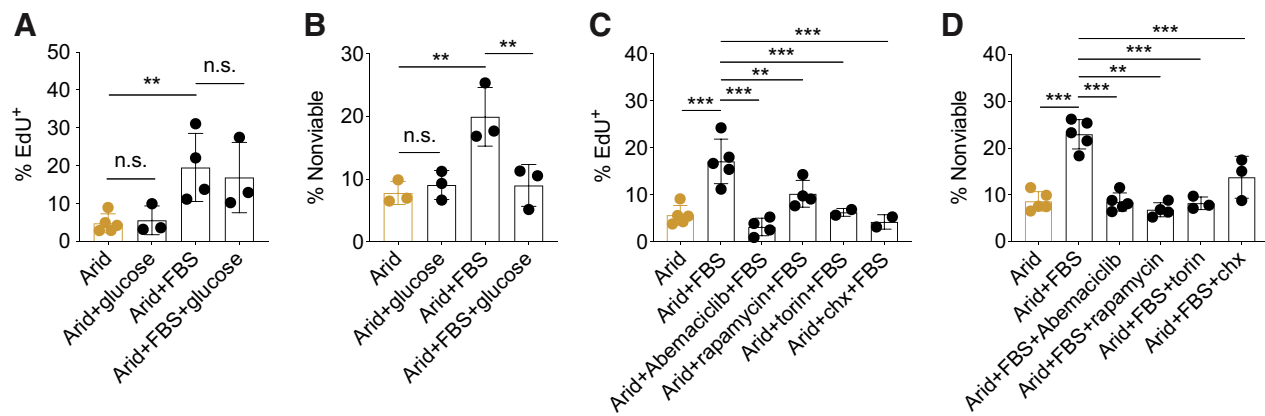 A
% EdU+
50
40
30
20
10
0
n.s.
**
n.s.
Arid
Arid+glucose
Arid+FBS
Arid+FBS+glucose
B
% Nonviable
30
20
10
0
n.s.
**
**
Arid
Arid+glucose
Arid+FBS
Arid+FBS+glucose
C
% EdU+
40
30
20
10
0
***
***
**
***
***
Arid
Arid+FBS
Arid+Abemaciclib+FBS
Arid+rapamycin+FBS
Arid+torin+FBS
Arid+chx+FBS
D
% Nonviable
40
30
20
10
0
***
***
**
***
***
Arid
Arid+FBS
Arid+FBS+Abemaciclib
Arid+FBS+rapamycin
Arid+FBS+torin
Arid+FBS+chx